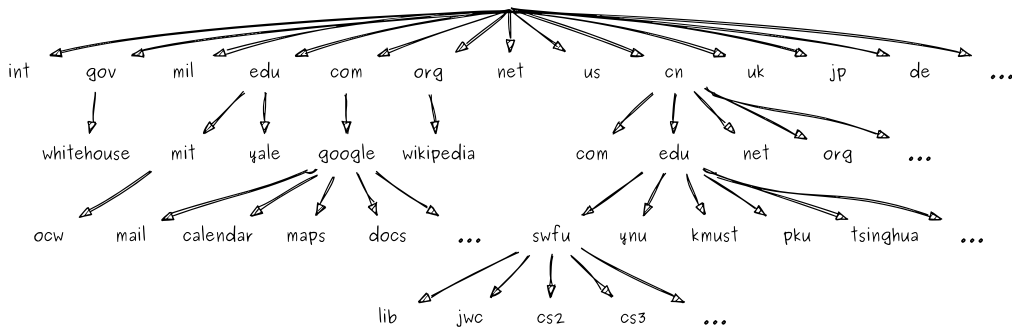 int gov mil edu com org net us cn uk jp de ...
whitehouse mit yale google wikipedia com edu net org ...
ocw mail calendar maps docs ... swfu ynu kmust pku tsinghua ...
lib jwc cs2 cs3 ...